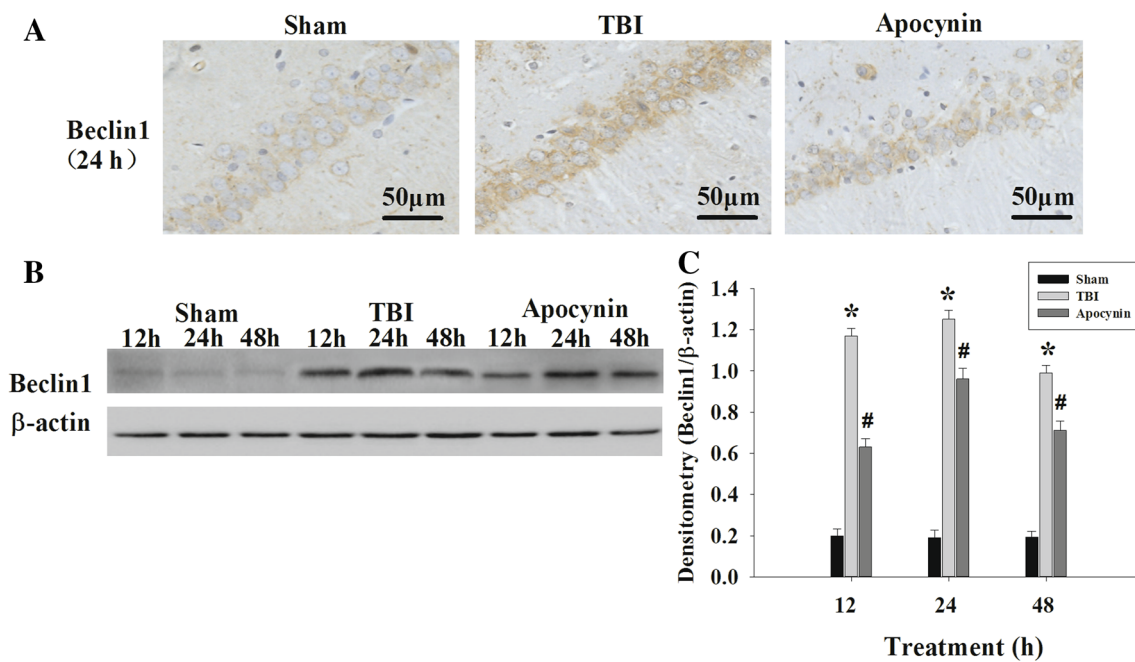 A
Sham TBI Apocynin
Beclin1
(24 h)
50μm 50μm 50μm
B
Sham TBI Apocynin
12h 24h 48h 12h 24h 48h 12h 24h 48h
Beclin1
β-actin
C
Sham
TBI
Apocynin
Densitometry (Beclin1/β-actin)
1.4
1.2
1.0
0.8
0.6
0.4
0.2
0.0
* # * # * #
12 24 48
Treatment (h)